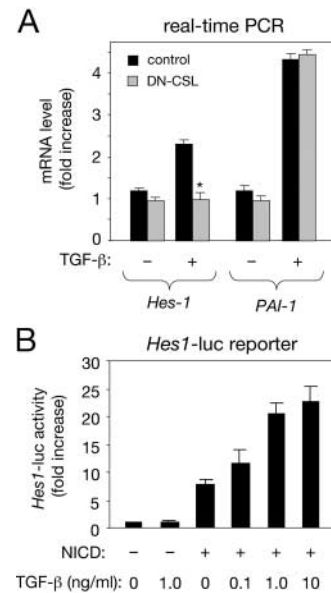 A
real-time PCR
control
DN-CSL
mRNA level
(fold increase)
4
3
2
1
0
*
TGF-β: – + – +
Hes-1 PAI-1
B
Hes1-luc reporter
Hes1-luc activity
(fold increase)
30
25
20
15
10
5
0
NICD: – – + + + +
TGF-β (ng/ml): 0 1.0 0 0.1 1.0 10